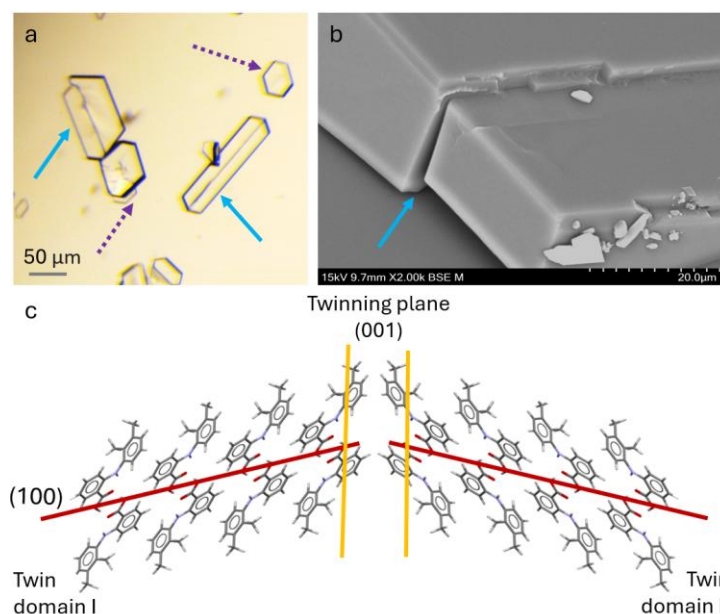 a
b
50 µm
15kV 9.7mm X2.00k BSE M
20.0µm
c
Twinning plane
(001)
(100)
Twin
domain I
Twin
domain